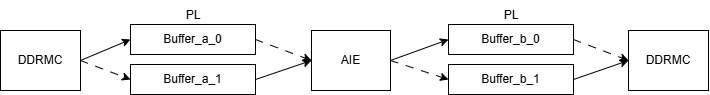 PL
PL
DDRMC
Buffer_a_0
Buffer_a_1
AIE
Buffer_b_0
Buffer_b_1
DDRMC